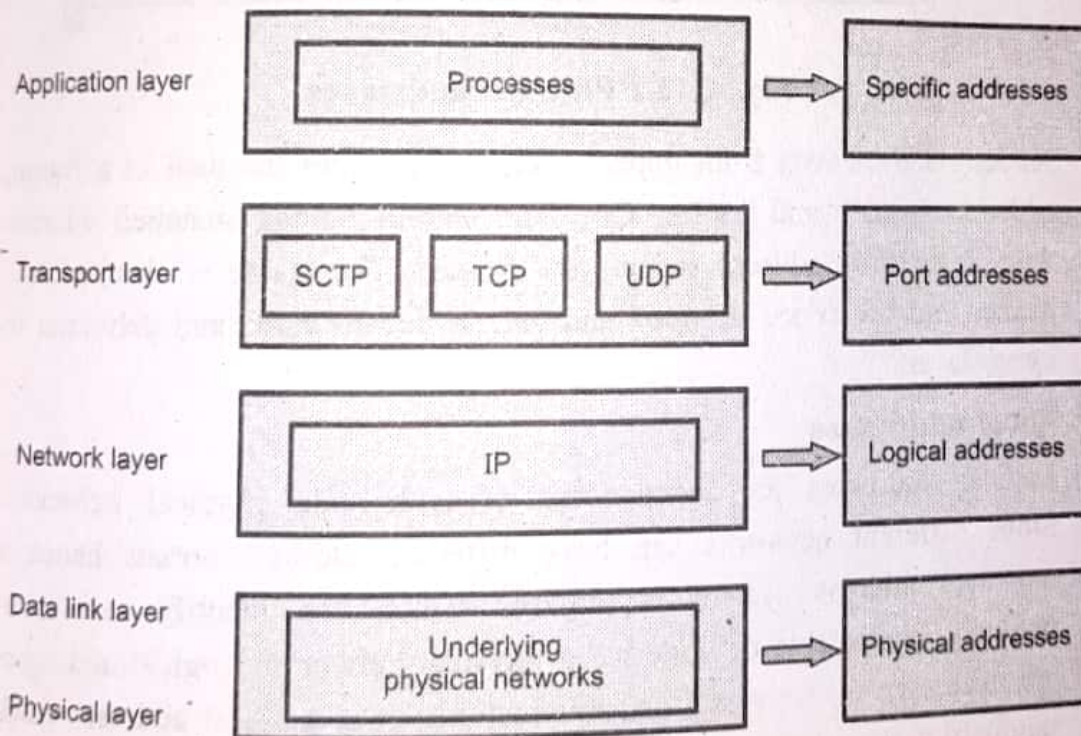 Application layer
Processes
Specific addresses
Transport layer
SCTP
TCP
UDP
Port addresses
Network layer
IP
Logical addresses
Data link layer
Underlying
physical networks
Physical addresses
Physical layer